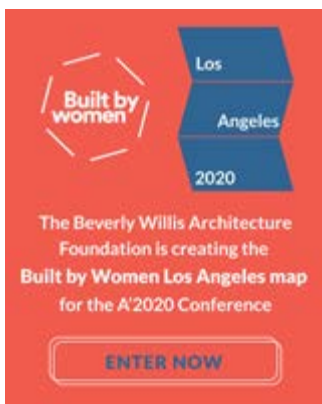 Built by
women
Los
Angeles
2020
The Beverly Willis Architecture
Foundation is creating the
Built by Women Los Angeles map
for the A'2020 Conference
ENTER NOW